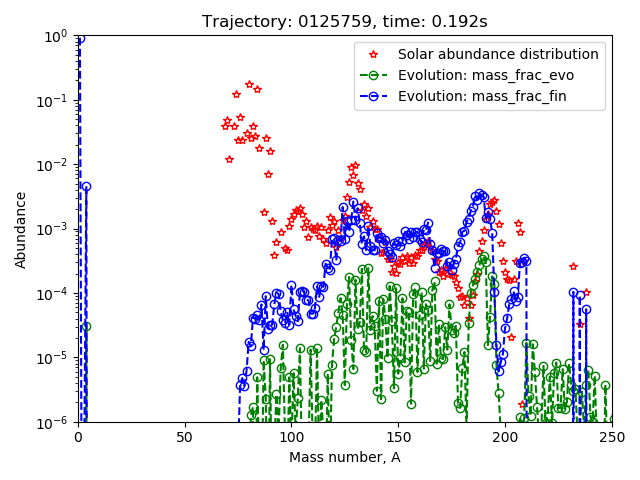 Trajectory: 0125759, time: 0.192s
Solar abundance distribution
Evolution: mass_frac_evo
Evolution: mass_frac_fin
Abundance
10^0
10^-1
10^-2
10^-3
10^-4
10^-5
10^-6
0 50 100 150 200 250
Mass number, A